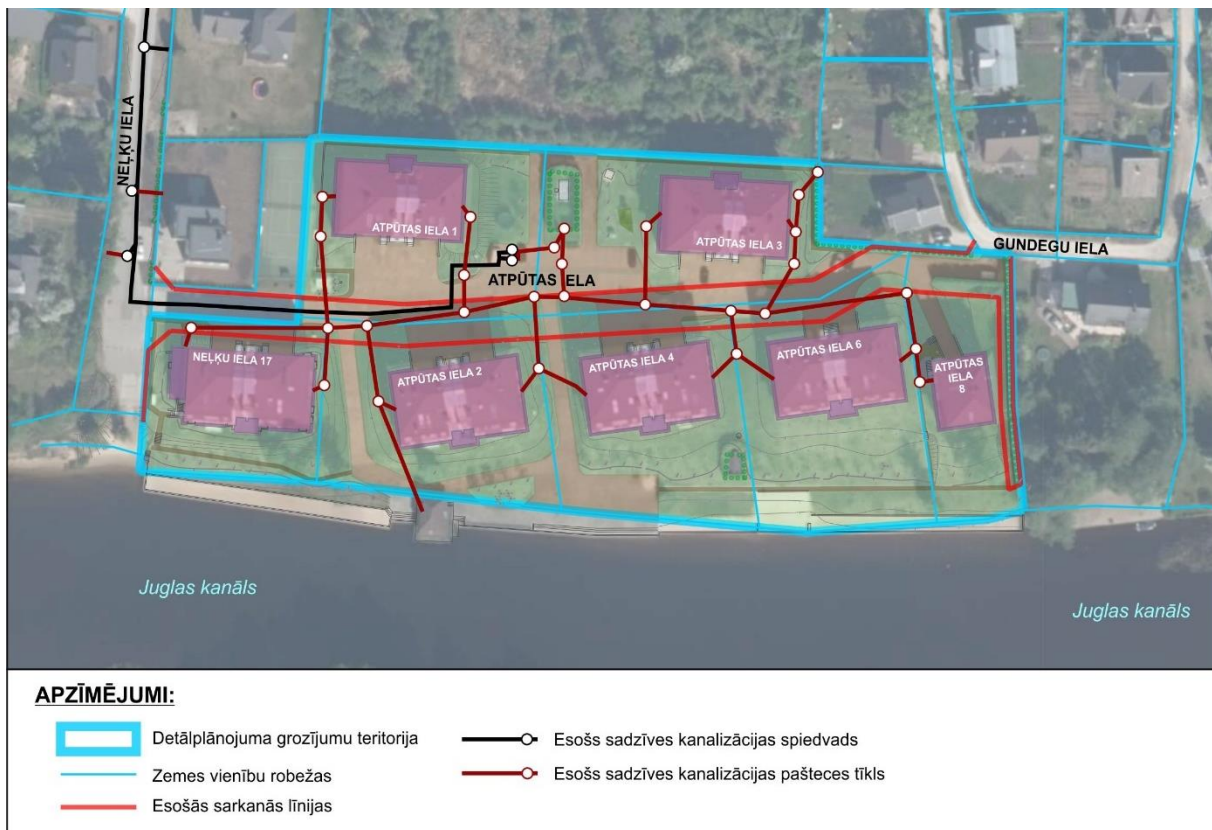 NEĻĶU IELA
ATPŪTAS IELA 1
ATPŪTAS IELA 3
GUNDEGU IELA
ATPŪTAS IELA
NEĻĶU IELA 17
ATPŪTAS IELA 2
ATPŪTAS IELA 4
ATPŪTAS IELA 6
ATPŪTAS
IELA
8
Juglas kanāls
Juglas kanāls
APZĪMĒJUMI:
Detālplānojuma grozījumu teritorija
Zemes vienību robežas
Esošās sarkanās līnijas
Esošs sadzīves kanalizācijas spiedvads
Esošs sadzīves kanalizācijas pašteces tīkls